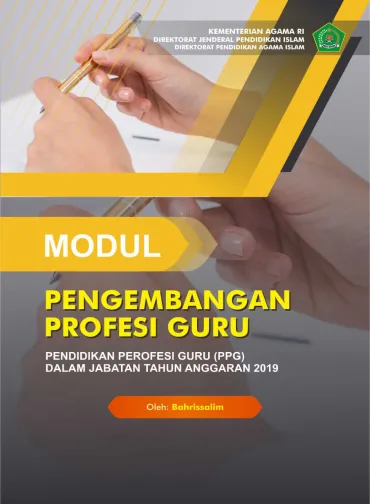 KEMENTERIAN AGAMA RI
DIREKTORAT JENDERAL PENDIDIKAN ISLAM
DIREKTORAT PENDIDIKAN AGAMA ISLAM
MODUL
PENGEMBANGAN
PROFESI GURU
PENDIDIKAN PEROFESI GURU (PPG)
DALAM JABATAN TAHUN ANGGARAN 2019
Oleh: Bahrissalim